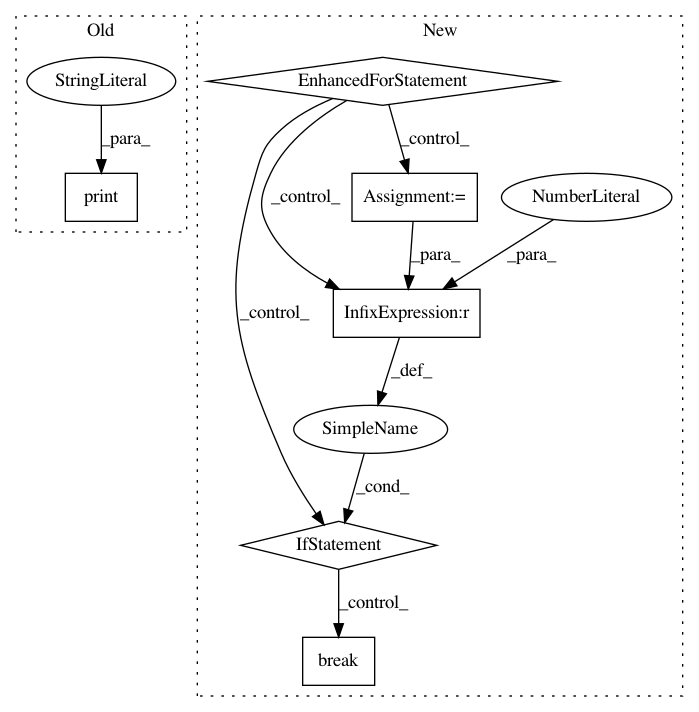 Old
New
StringLiteral
EnhancedForStatement
_para_
_control_
print
_control_
Assignment:=
NumberLiteral
_control_
_para_
_para_
InfixExpression:r
_def_
SimpleName
_cond_
IfStatement
_control_
break